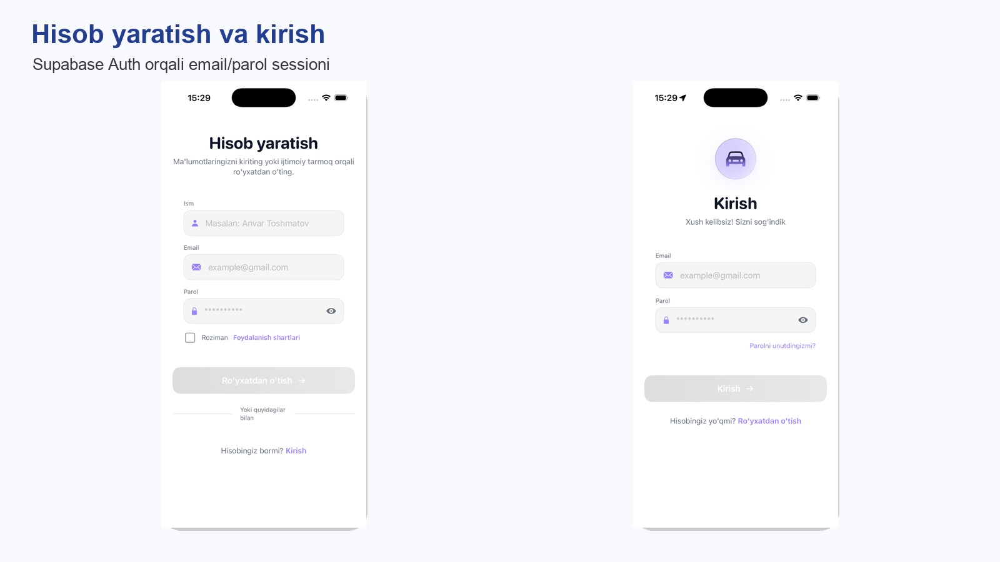 Hisob yaratish va kirish
Supabase Auth orqali email/parol sessioni
15:29
Hisob yaratish
Ma'lumotlaringizni kiriting yoki ijtimoiy tarmoq orqali
ro'yxatdan o'ting.
Ism
Masalan: Anvar Toshmatov
Email
example@gmail.com
Parol
**********
Roziman Foydalanish shartlari
Ro'yxatdan o'tish →
Yoki quyidagilar
bilan
Hisobingiz bormi? Kirish
15:29
Kirish
Xush kelibsiz! Sizni sog'indik
Email
example@gmail.com
Parol
**********
Parolni unutdingizmi?
Kirish →
Hisobingiz yo'qmi? Ro'yxatdan o'tish